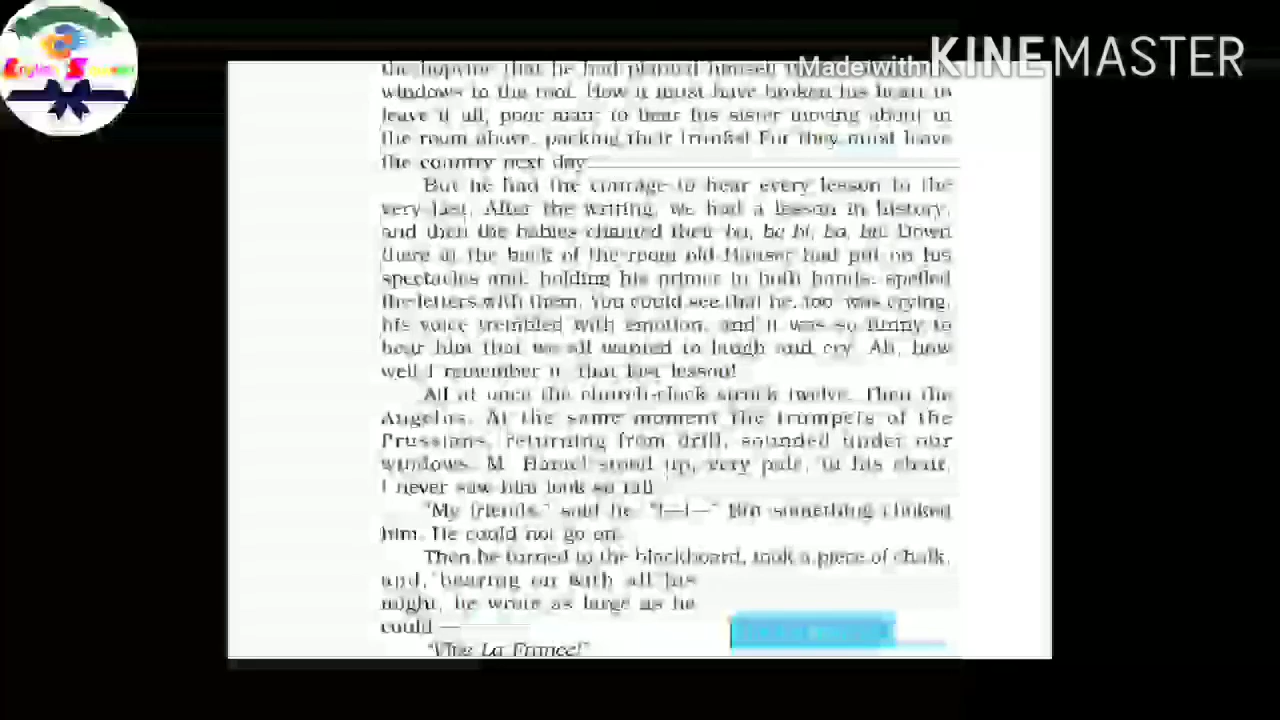 Made with KINEMASTER
the hopvine that he had planted himself
windows to the roof. How it must have broken his heart to
leave it all, poor man; to hear his sister moving about in
the room above, packing their trunks! For they must leave
the country next day.
But he had the courage to hear every lesson to the
very last. After the writing, we had a lesson in history,
and then the babies chanted their ba, be bi, bo, bu. Down
there at the back of the room old Hauser had put on his
spectacles and, holding his primer in both hands, spelled
the letters with them. You could see that he, too, was crying;
his voice trembled with emotion, and it was so funny to
hear him that we all wanted to laugh and cry. Ah, how
well I remember it, that last lesson!
All at once the church-clock struck twelve. Then the
Angelus. At the same moment the trumpets of the
Prussians, returning from drill, sounded under our
windows. M. Hamel stood up, very pale, in his chair.
I never saw him look so tall.
"My friends," said he, "I—I—" But something choked
him. He could not go on.
Then he turned to the blackboard, took a piece of chalk,
and, bearing on with all his
might, he wrote as large as he
could —
"Vive La France!"